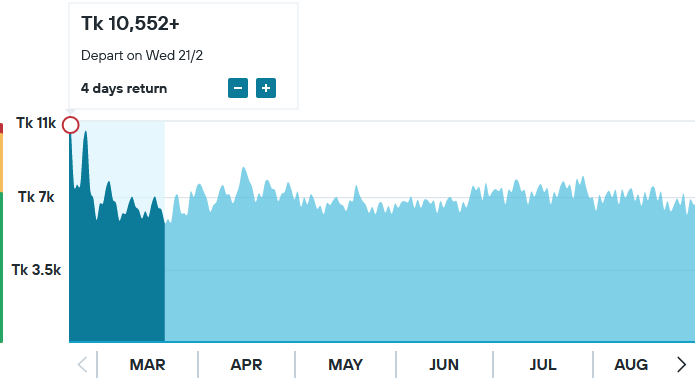 Tk 10,552+
Depart on Wed 21/2
4 days return
Tk 11k
Tk 7k
Tk 3.5k
MAR APR MAY JUN JUL AUG